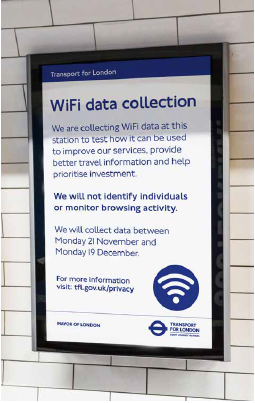 Transport for London
WiFi data collection
We are collecting WiFi data at this
station to test how it can be used
to improve our services, provide
better travel information and help
prioritise investment.
We will not identify individuals
or monitor browsing activity.
We will collect data between
Monday 21 November and
Monday 19 December.
For more information
visit: tfl.gov.uk/privacy
MAYOR OF LONDON
TRANSPORT
FOR LONDON